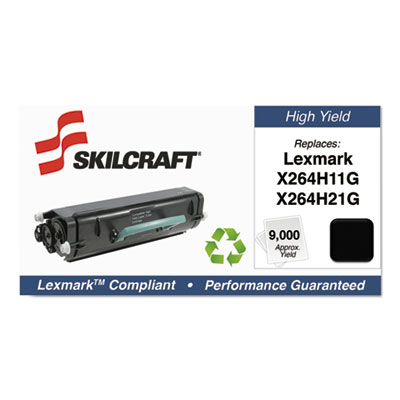 High Yield
SKILCRAFT®
Replaces:
Lexmark
X264H11G
X264H21G
9,000
Approx.
Yield
Lexmark™ Compliant • Performance Guaranteed